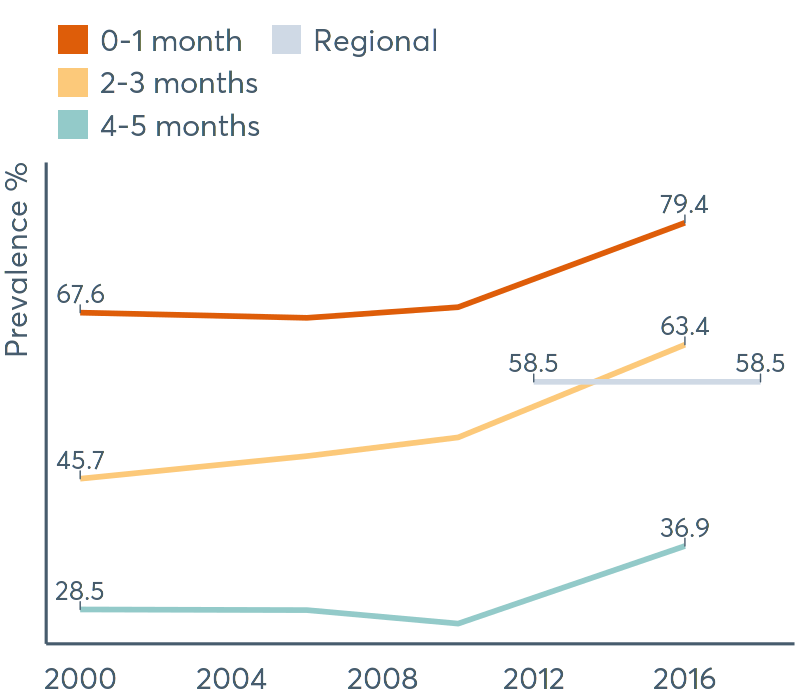 0-1 month Regional
2-3 months
4-5 months
Prevalence %
79.4
67.6
63.4
58.5 58.5
45.7
36.9
28.5
2000 2004 2008 2012 2016